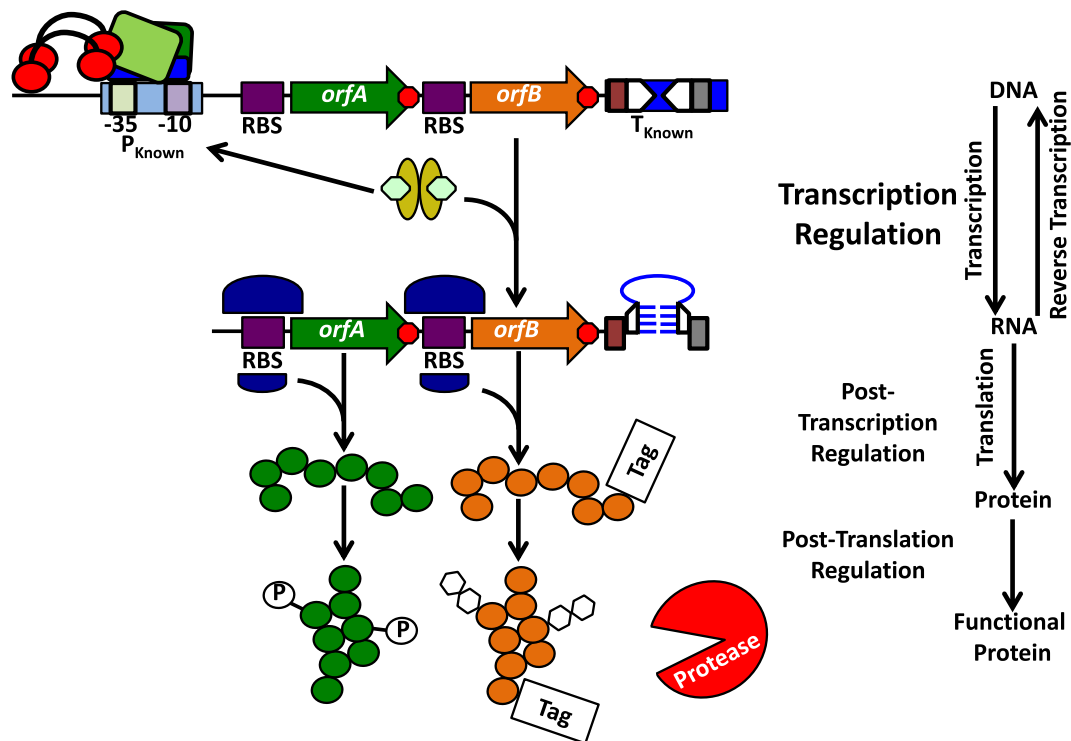 orfA
orfB
-35
-10
P Known
RBS
RBS
T Known
orfA
orfB
RBS
RBS
Tag
P
P
Tag
Protease
DNA
Transcription
Regulation
Transcription
Reverse Transcription
RNA
Post-
Transcription
Regulation
Translation
Protein
Post-Translation
Regulation
Functional
Protein